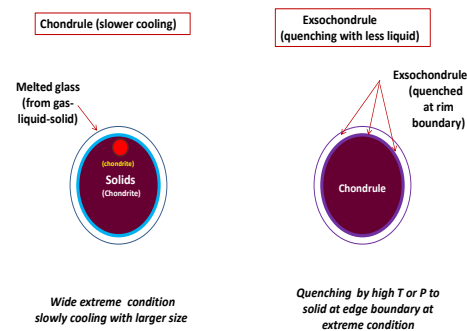 Chondrule (slower cooling)
Exsochondrule
(quenching with less liquid)
Melted glass
(from gas-
liquid-solid)
Exsochondrule
(quenched
at rim
boundary)
(chondrite)
Solids
(Chondrite)
Chondrule
Wide extreme condition
slowly cooling with larger size
Quenching by high T or P to
solid at edge boundary at
extreme condition